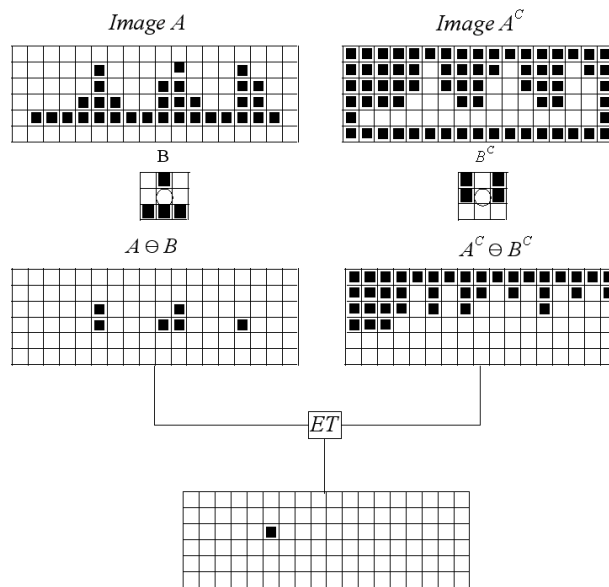 Image A
Image A^C
B
B^C
A ⊖ B
A^C ⊖ B^C
ET